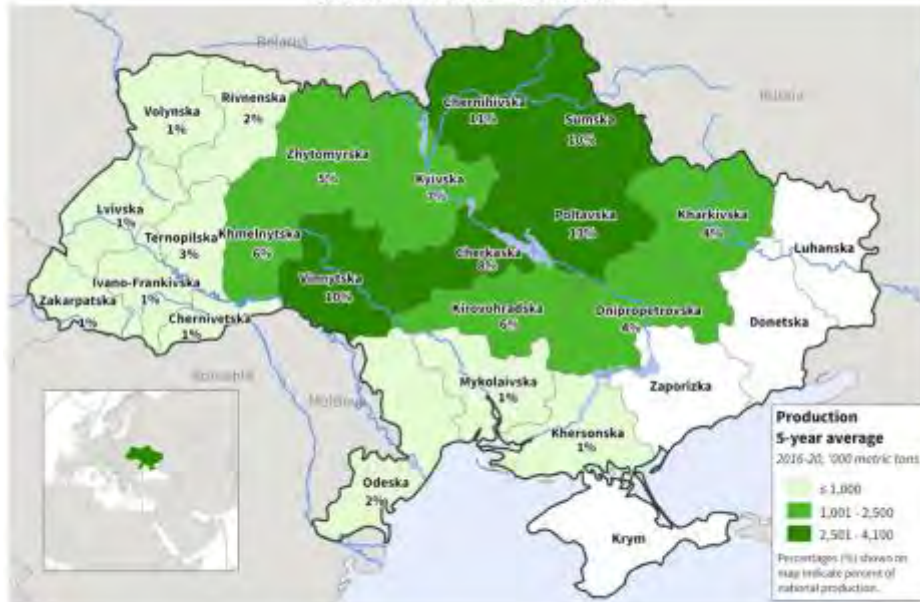 Belarus
Russia
Volynska
1%
Rivnenska
2%
Chernihivska
11%
Sumska
10%
Zhytomyrska
5%
Kyivska
7%
Lvivska
1%
Ternopilska
3%
Khmelnytska
6%
Poltavska
13%
Kharkivska
4%
Luhanska
Cherkaska
8%
Vinnytska
10%
Ivano-Frankivska
1%
Zakarpatska
1%
Chernivetska
1%
Kirovohradska
6%
Dnipropetrovska
4%
Donetska
Romania
Moldova
Mykolaivska
1%
Zaporizka
Khersonska
1%
Odeska
2%
Krym
Production
5-year average
2016-20, '000 metric tons
≤ 1,000
1,001 - 2,500
2,501 - 4,100
Percentages (%) shown on
map indicate percent of
national production.